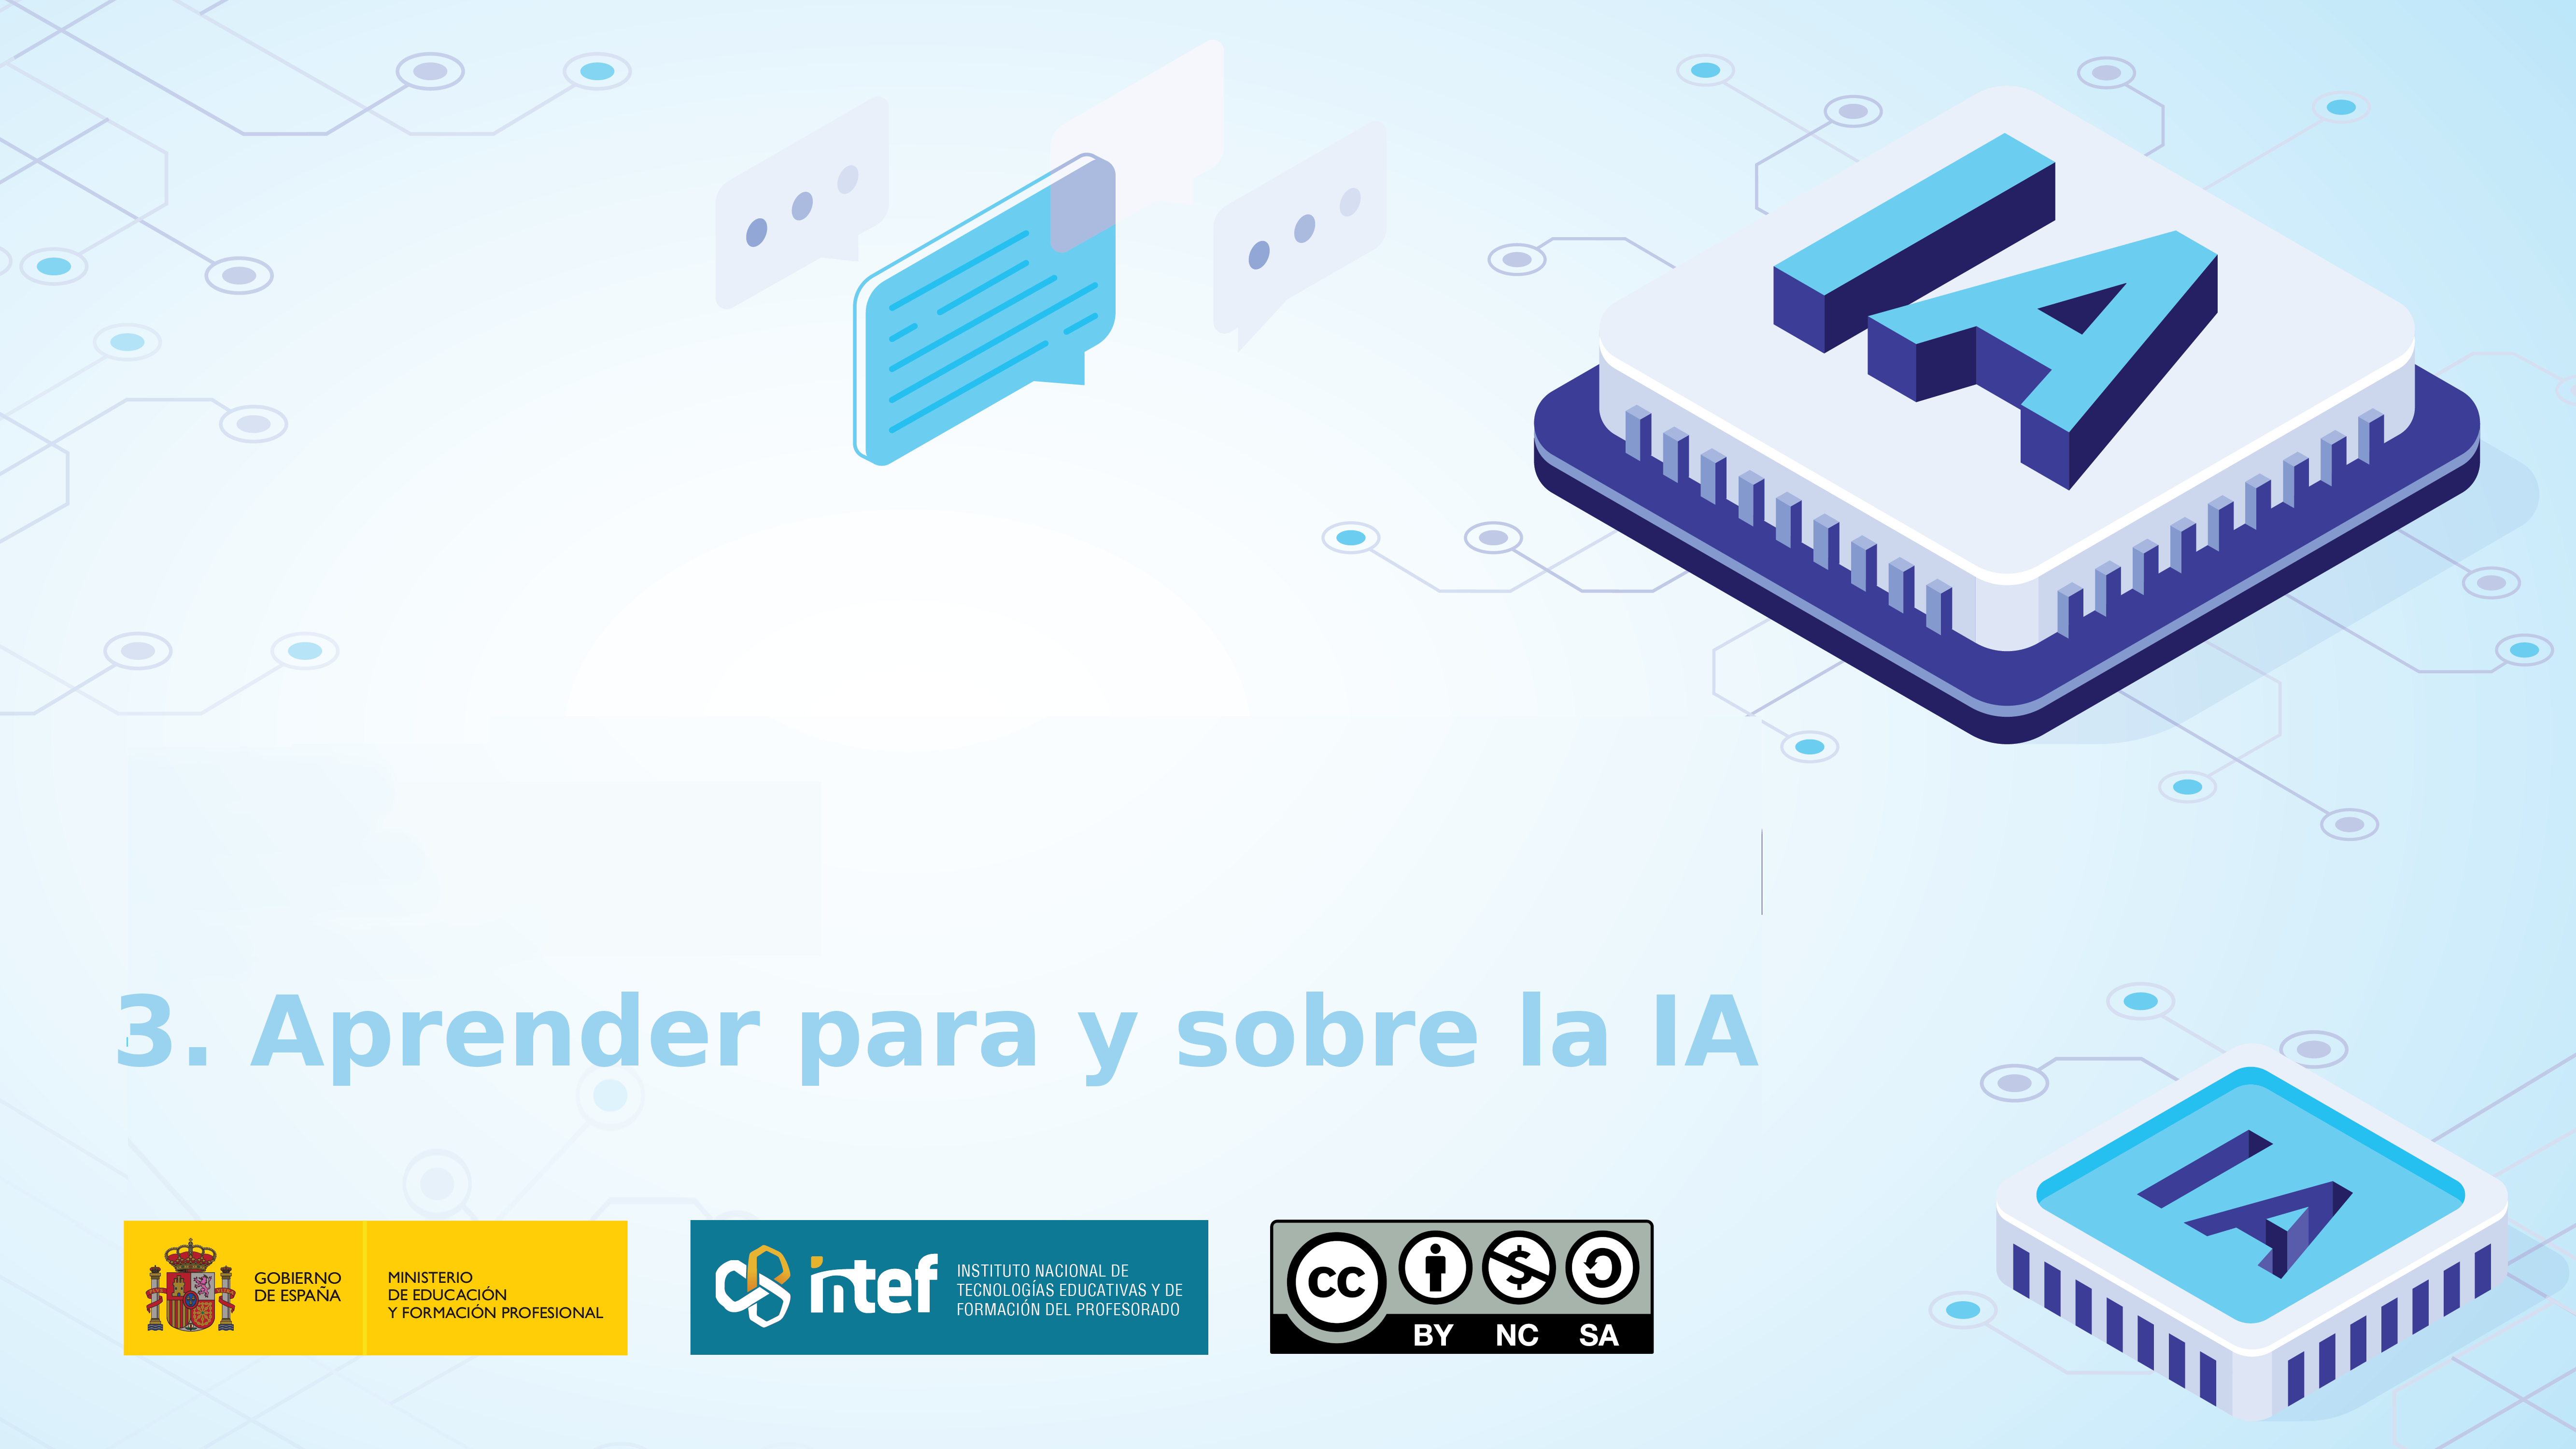 IA
3. Aprender para y sobre la IA
IA
GOBIERNO
DE ESPAÑA
MINISTERIO
DE EDUCACIÓN
Y FORMACIÓN PROFESIONAL
intef
INSTITUTO NACIONAL DE
TECNOLOGÍAS EDUCATIVAS Y DE
FORMACIÓN DEL PROFESORADO
cc
BY NC SA